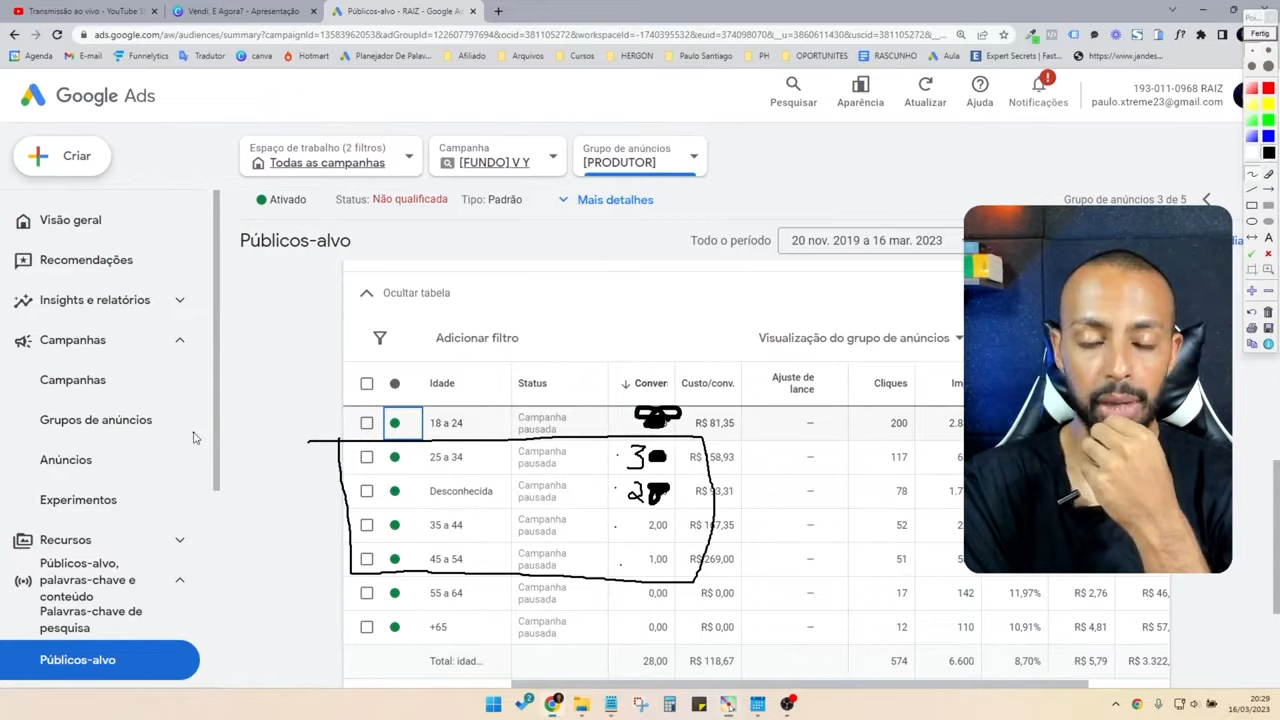 Transmissão ao vivo - YouTube S
Vendi, E Agora? - Apresentação
Públicos-alvo - RAIZ - Google Ads
ads.google.com/aw/audiences/summary?campaignId=13583962053&adGroupId=122607797694&ocid=381105272&workspaceId=-1740395532&euid=374098070&__u=3860611430&uscid=381105272&
Agenda
E-mail
Funnelytics
Tradutor
canva
Hotmart
Planejador De Palav...
Afiliado
Arquivos
Cursos
HERGON
Paulo Santiago
PH
OPORTUNITES
RASCUNHO
Aulas
Expert Secrets | Fast...
https://www.jandes...
Fertig
Google Ads
Pesquisar
Aparência
Atualizar
Ajuda
Notificações
193-011-0968 RAIZ
paulo.xtreme23@gmail.com
Criar
Espaço de trabalho (2 filtros)
Todas as campanhas
Campanha
[FUNDO] V Y
Grupo de anúncios
[PRODUTOR]
Ativado
Status: Não qualificada
Tipo: Padrão
Mais detalhes
Grupo de anúncios 3 de 5
Públicos-alvo
Todo o período
20 nov. 2019 a 16 mar. 2023
Visão geral
Recomendações
Insights e relatórios
Campanhas
Campanhas
Grupos de anúncios
Anúncios
Experimentos
Recursos
Públicos-alvo,
palavras-chave e
conteúdo
Palavras-chave de
pesquisa
Públicos-alvo
Ocultar tabela
Adicionar filtro
Visualização do grupo de anúncios
Idade Status Conver Custo/conv. Ajuste de lance Cliques Im
18 a 24 Campanha pausada R$ 81,35 — 200 2.8
25 a 34 Campanha pausada 3 58,93 — 117 6
Desconhecida Campanha pausada 2 — 78 1.7
35 a 44 Campanha pausada 2,00 — 52 2
45 a 54 Campanha pausada 1,00 R$ 269,00 — 51
55 a 64 Campanha pausada 0,00 R$ 0,00 — 17 142 11,97% R$ 2,76 R$ 46,
+65 Campanha pausada 0,00 R$ 0,00 — 12 110 10,91% R$ 4,81 R$ 57,
Total: idad... 28,00 R$ 118,67 574 6.600 8,70% R$ 5,79 R$ 3.322,
20:29
16/03/2023